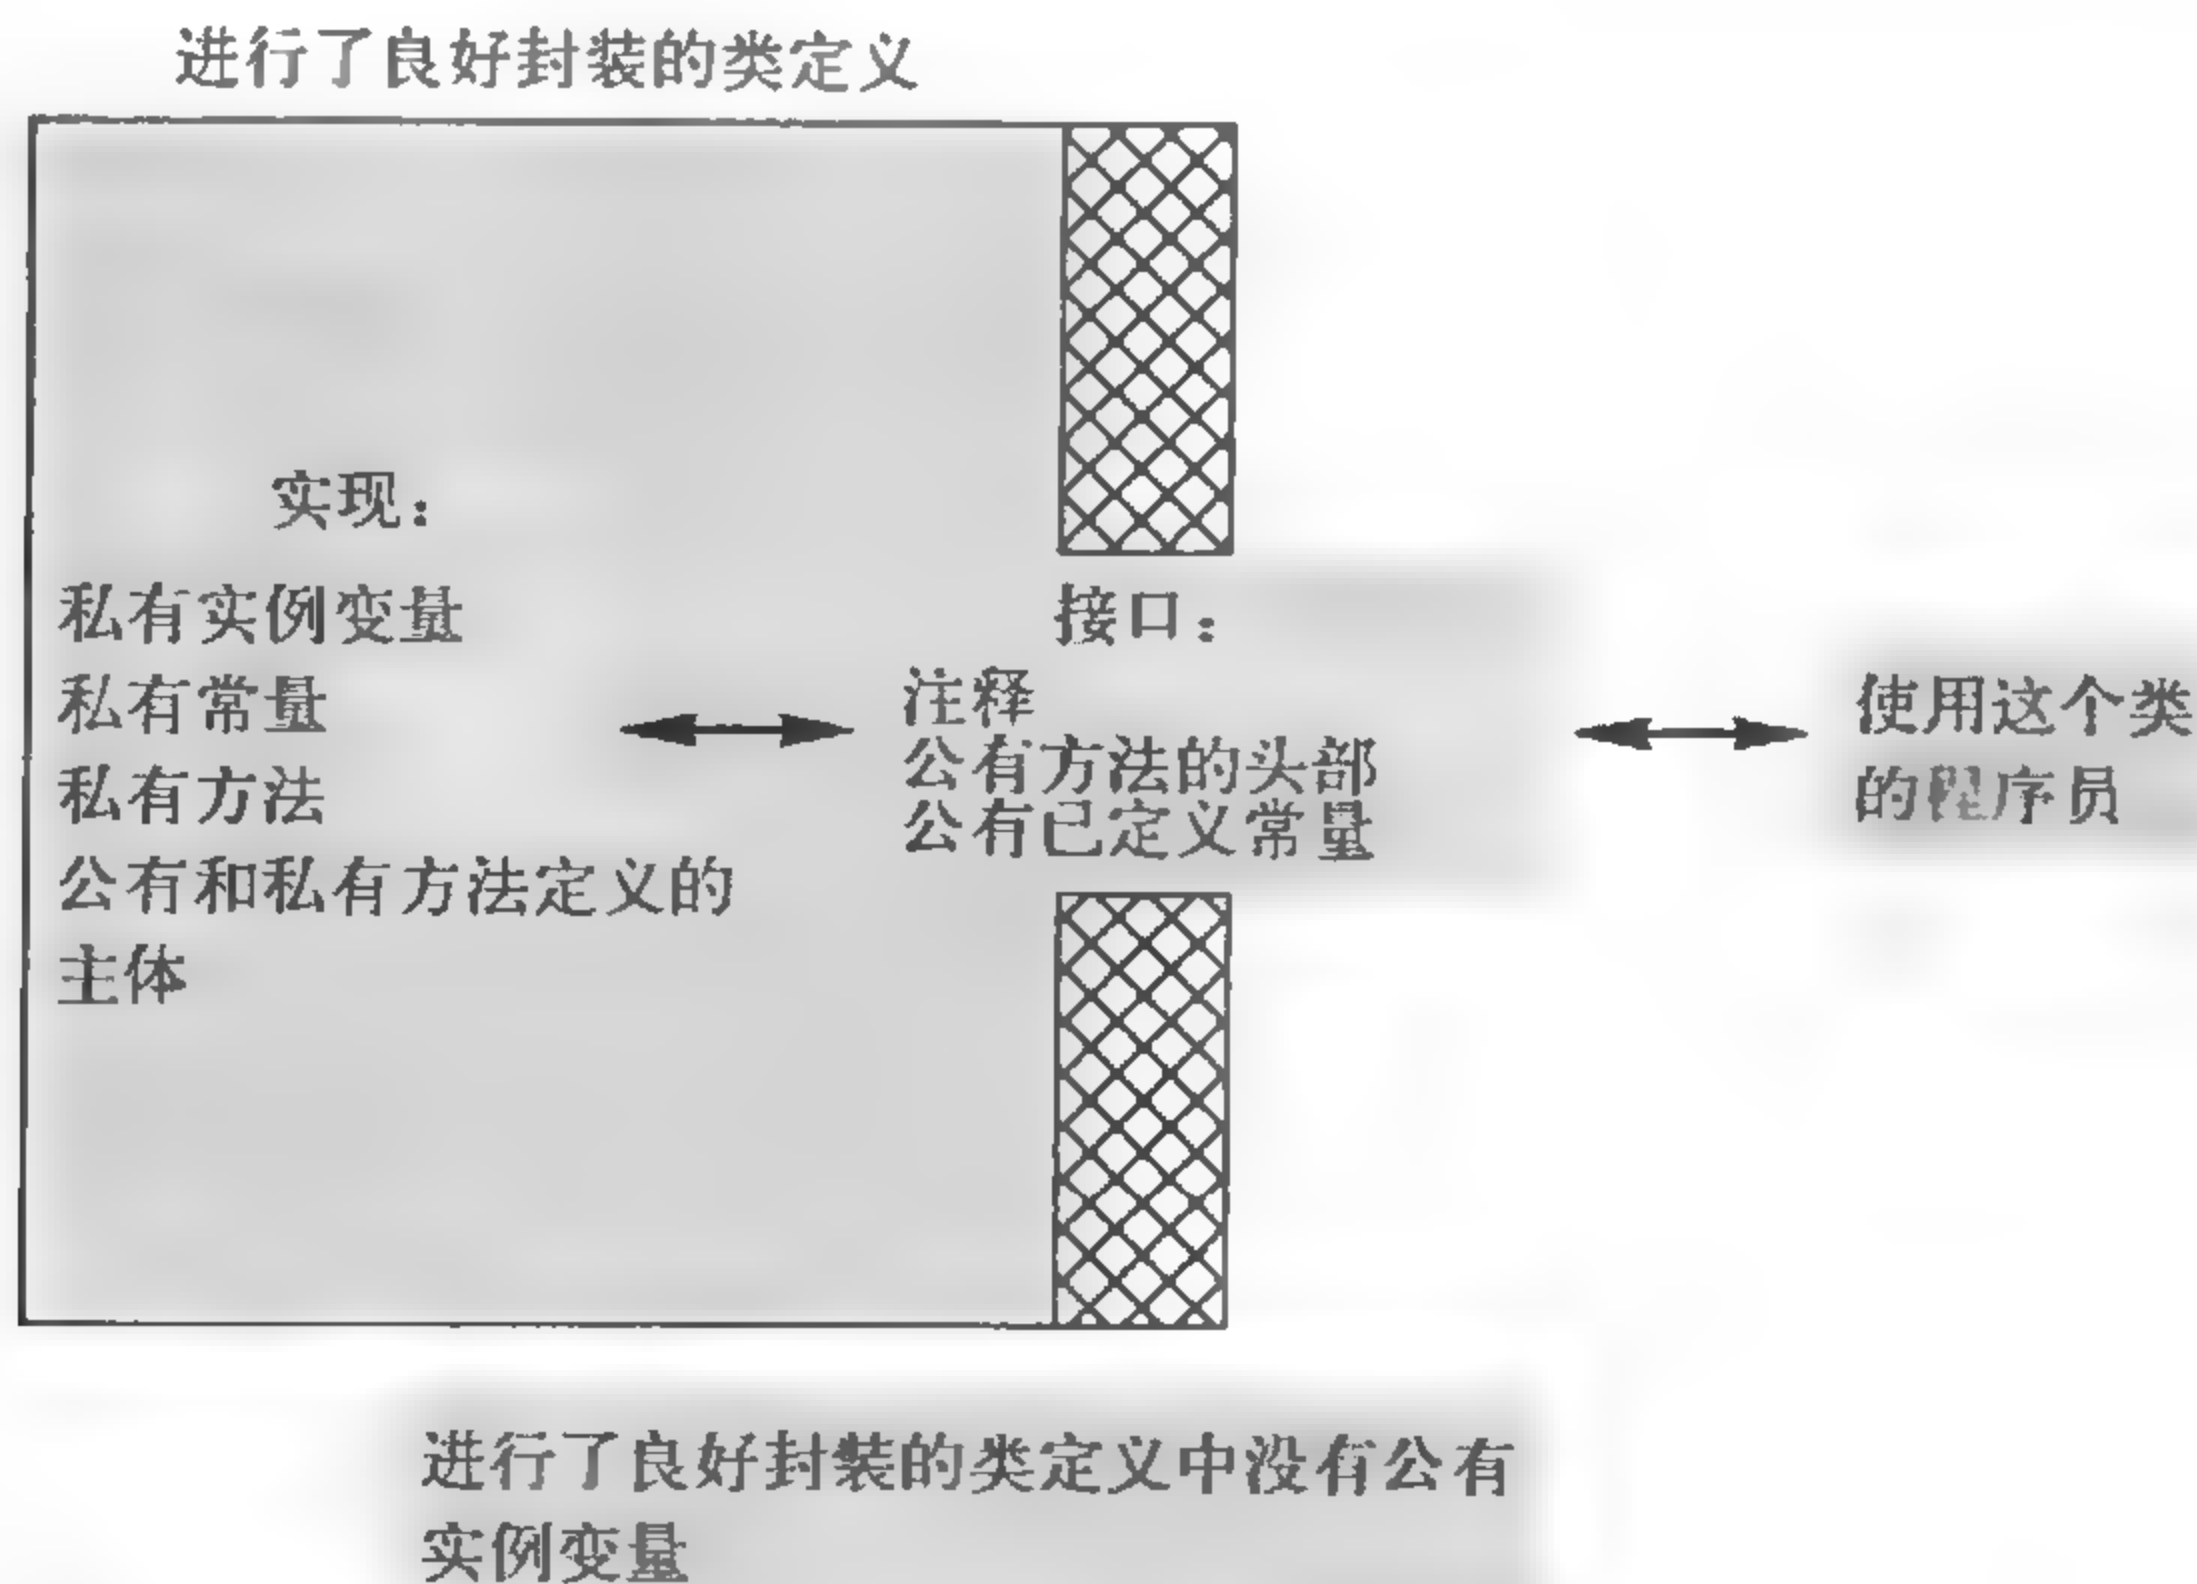 进行了良好封装的类定义
实现：
私有实例变量
私有常量
私有方法
公有和私有方法定义的
主体
接口：
注释
公有方法的头部
公有已定义常量
使用这个类
的程序员
进行了良好封装的类定义中没有公有
实例变量